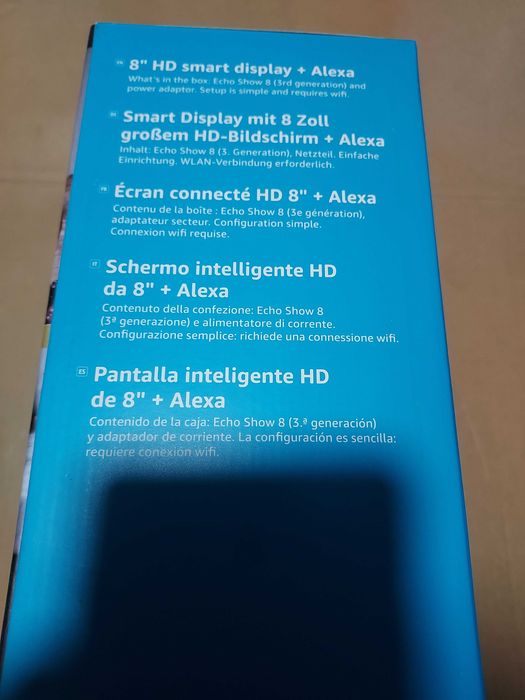 EN 8" HD smart display + Alexa
What's in the box: Echo Show 8 (3rd generation) and
power adaptor. Setup is simple and requires wifi.
DE Smart Display mit 8 Zoll
großem HD-Bildschirm + Alexa
Inhalt: Echo Show 8 (3. Generation), Netzteil. Einfache
Einrichtung. WLAN-Verbindung erforderlich.
FR Écran connecté HD 8" + Alexa
Contenu de la boîte : Echo Show 8 (3e génération),
adaptateur secteur. Configuration simple.
Connexion wifi requise.
IT Schermo intelligente HD
da 8" + Alexa
Contenuto della confezione: Echo Show 8
(3ª generazione) e alimentatore di corrente.
Configurazione semplice: richiede una connessione wifi.
ES Pantalla inteligente HD
de 8" + Alexa
Contenido de la caja: Echo Show 8 (3.ª generación)
y adaptador de corriente. La configuración es sencilla:
requiere conexión wifi.